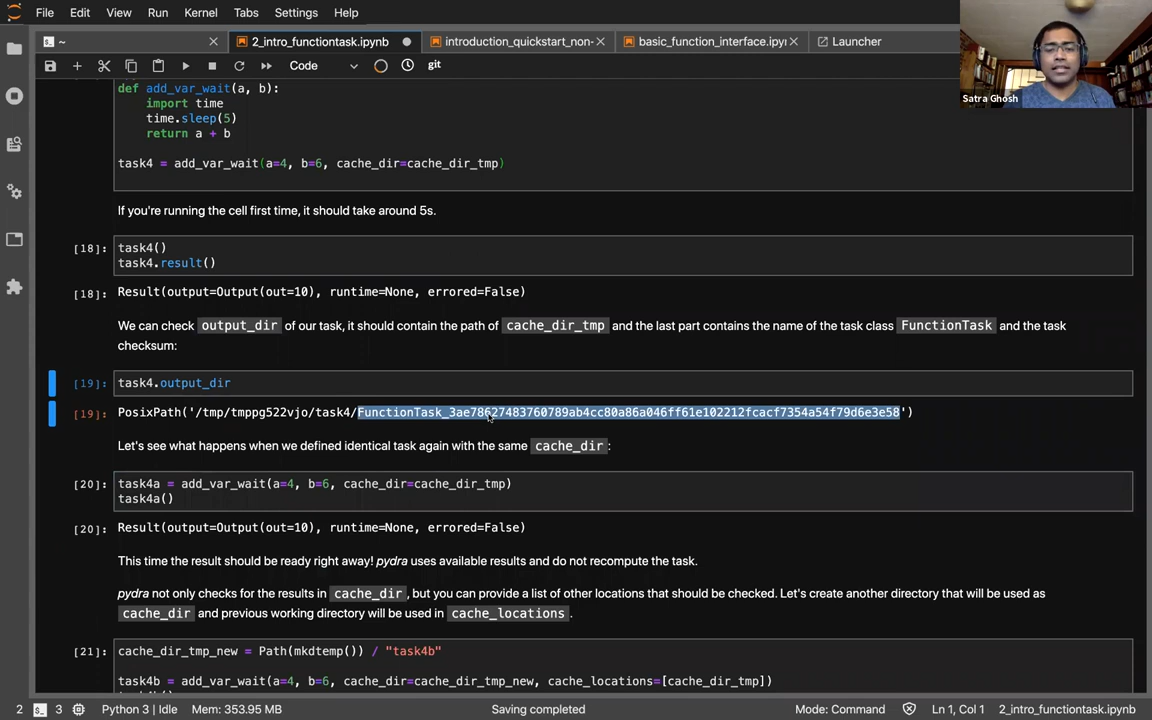 File Edit View Run Kernel Tabs Settings Help
~
2_intro_functiontask.ipynb
introduction_quickstart_non-
basic_function_interface.ipyı
Launcher
Code
git
def add_var_wait(a, b):
import time
time.sleep(5)
return a + b
task4 = add_var_wait(a=4, b=6, cache_dir=cache_dir_tmp)
If you're running the cell first time, it should take around 5s.
[18]: task4()
task4.result()
[18]: Result(output=Output(out=10), runtime=None, errored=False)
We can check output_dir of our task, it should contain the path of cache_dir_tmp and the last part contains the name of the task class FunctionTask and the task
checksum:
[19]: task4.output_dir
[19]: PosixPath('/tmp/tmppg522vjo/task4/FunctionTask_3ae78627483760789ab4cc80a86a046ff61e102212fcacf7354a54f79d6e3e58')
Let's see what happens when we defined identical task again with the same cache_dir:
[20]: task4a = add_var_wait(a=4, b=6, cache_dir=cache_dir_tmp)
task4a()
[20]: Result(output=Output(out=10), runtime=None, errored=False)
This time the result should be ready right away! pydra uses available results and do not recompute the task.
pydra not only checks for the results in cache_dir, but you can provide a list of other locations that should be checked. Let's create another directory that will be used as
cache_dir and previous working directory will be used in cache_locations.
[21]: cache_dir_tmp_new = Path(mkdtemp()) / "task4b"
task4b = add_var_wait(a=4, b=6, cache_dir=cache_dir_tmp_new, cache_locations=[cache_dir_tmp])
2 3 Python 3 | Idle Mem: 353.95 MB Saving completed Mode: Command Ln 1, Col 1 2_intro_functiontask.ipynb
Satra Ghosh